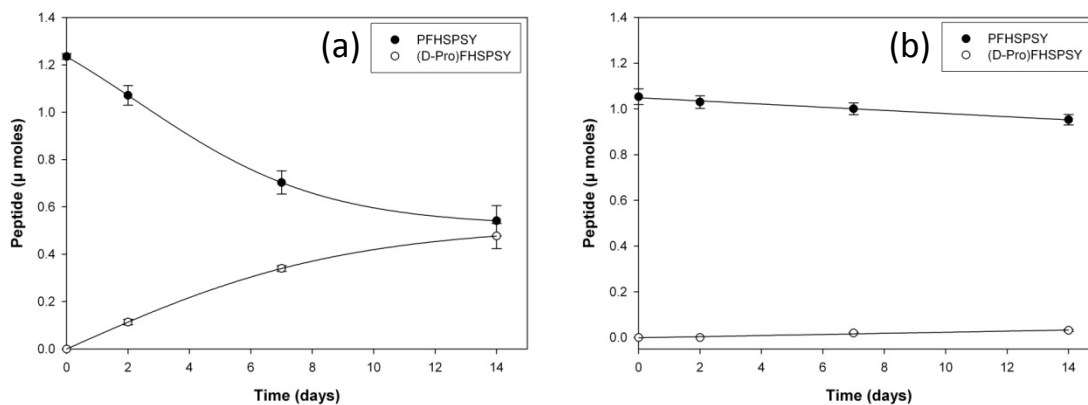 1.4
1.2
1.0
0.8
0.6
0.4
0.2
0.0
Peptide (μ moles)
0 2 4 6 8 10 12 14
Time (days)
(a)
PFHSPSY
(D-Pro)FHSPSY
1.4
1.2
1.0
0.8
0.6
0.4
0.2
0.0
Peptide (μ moles)
0 2 4 6 8 10 12 14
Time (days)
(b)
PFHSPSY
(D-Pro)FHSPSY